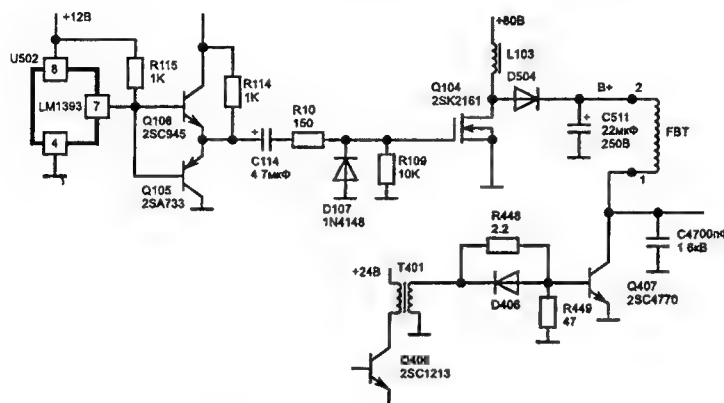 +12В
U502
8
LM1393
7
4
R115
1K
Q106
2SC945
Q105
2SA733
R114
1K
C114
4 7мкФ
R10
150
D107
1N4148
R109
10K
Q104
2SK2161
+80В
L103
D504
B+
2
C511
22мкФ
250В
FBT
1
R448
2.2
+24В
T401
D406
R449
47
Q407
2SC4770
C4700пФ
1 6кВ
Q406
2SC1213